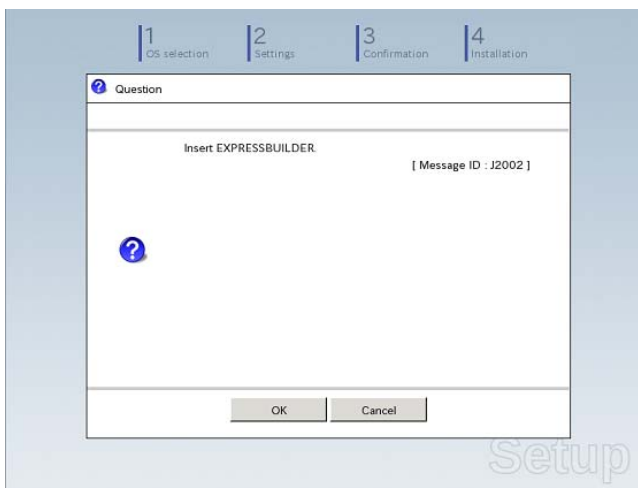 1
OS selection
2
Settings
3
Confirmation
4
Installation
Question
Insert EXPRESSBUILDER.
[ Message ID : J2002 ]
OK
Cancel
Setup